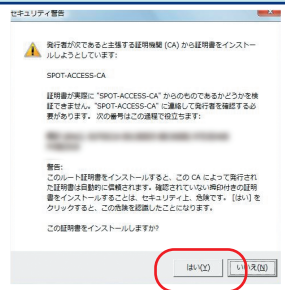 セキュリティ警告
発行者が次であると主張する証明機関 (CA) から証明書をインストー
ルしようとしています:
SPOT-ACCESS-CA
証明書が実際に "SPOT-ACCESS-CA" からのものであるかどうかを検
証できません。"SPOT-ACCESS-CA" に連絡して発行者を確認する必
要があります。 次の番号はこの過程で役立ちます:
警告:
このルート証明書をインストールすると、この CA によって発行され
た証明書は自動的に信頼されます。確認されていない拇印付きの証明
書をインストールすることは、セキュリティ上、危険です。 [はい] を
クリックすると、この危険を認識したことになります。
この証明書をインストールしますか?
はい(Y) いいえ(N)